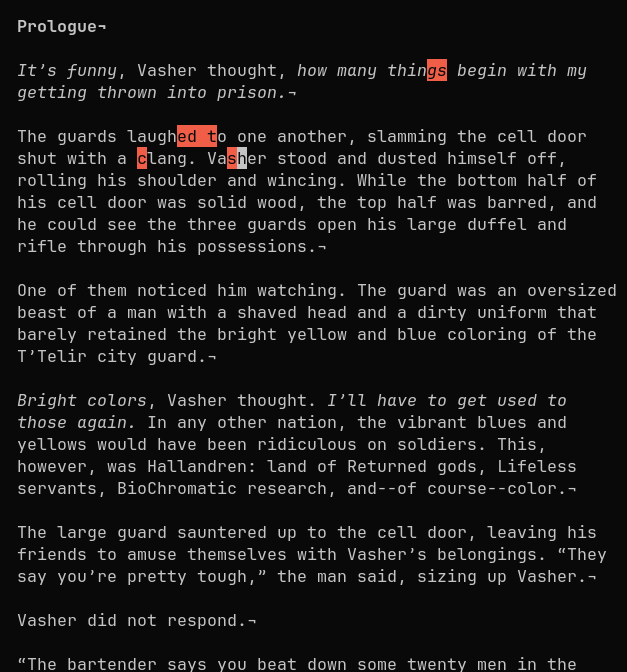 Prologue¬
It’s funny, Vasher thought, how many things begin with my
getting thrown into prison.¬
The guards laughed to one another, slamming the cell door
shut with a clang. Vasher stood and dusted himself off,
rolling his shoulder and wincing. While the bottom half of
his cell door was solid wood, the top half was barred, and
he could see the three guards open his large duffel and
rifle through his possessions.¬
One of them noticed him watching. The guard was an oversized
beast of a man with a shaved head and a dirty uniform that
barely retained the bright yellow and blue coloring of the
T’Telir city guard.¬
Bright colors, Vasher thought. I’ll have to get used to
those again. In any other nation, the vibrant blues and
yellows would have been ridiculous on soldiers. This,
however, was Hallandren: land of Returned gods, Lifeless
servants, BioChromatic research, and--of course--color.¬
The large guard sauntered up to the cell door, leaving his
friends to amuse themselves with Vasher’s belongings. “They
say you’re pretty tough,” the man said, sizing up Vasher.¬
Vasher did not respond.¬
“The bartender says you beat down some twenty men in the